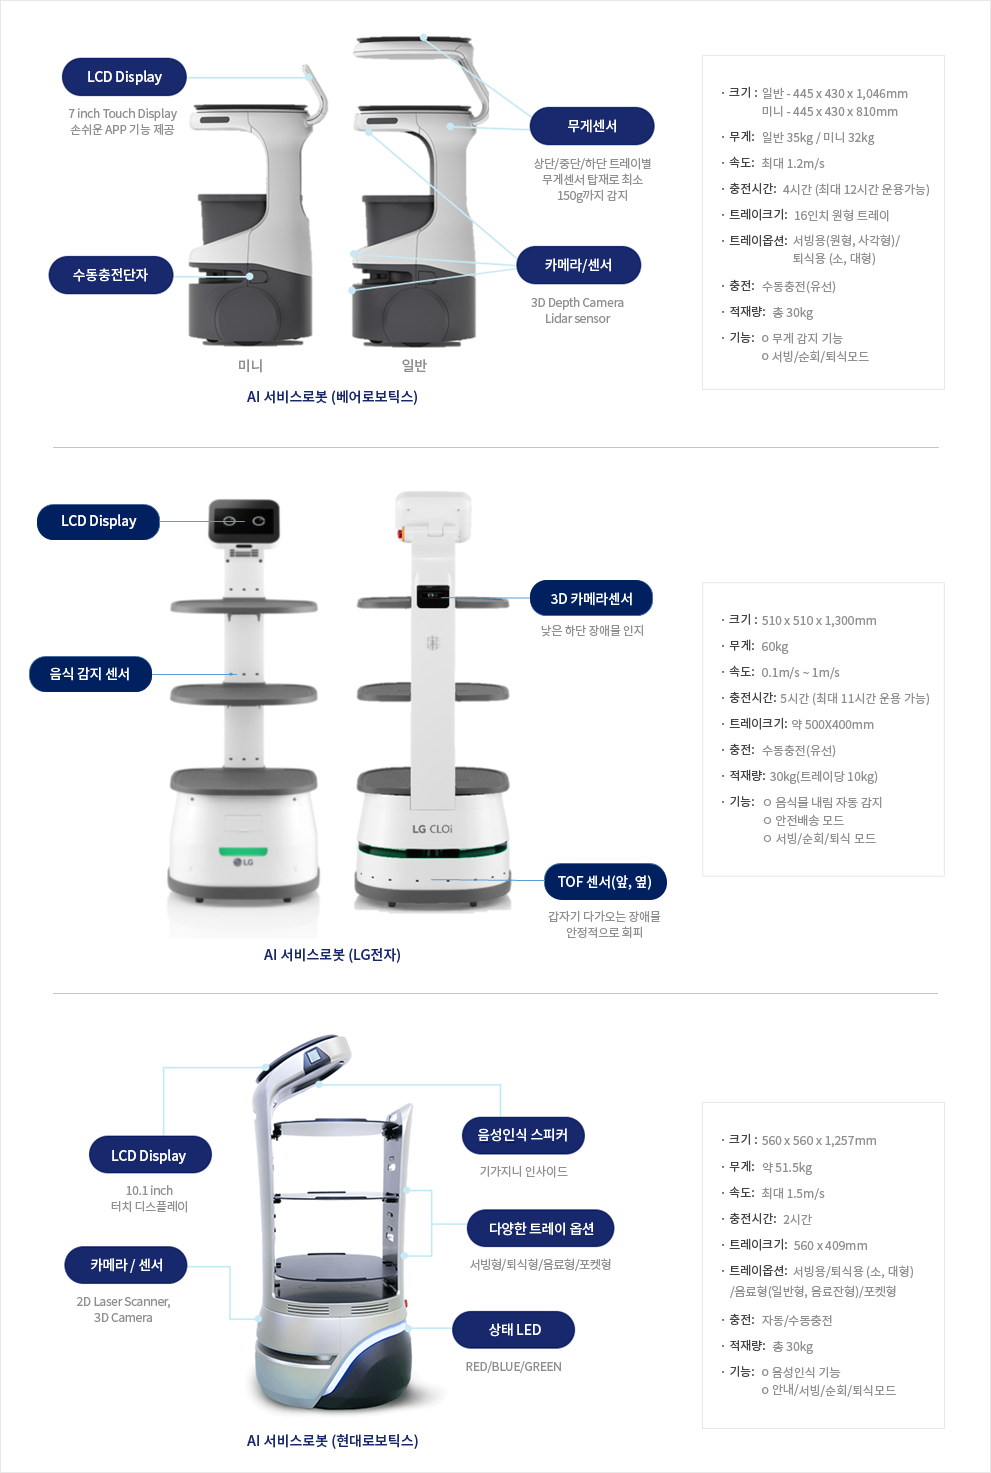 LCD Display
7 inch Touch Display
손쉬운 APP 기능 제공
무게센서
상단/중단/하단 트레이별
무게센서 탑재로 최소
150g까지 감지
수동충전단자
카메라/센서
3D Depth Camera
Lidar sensor
미니
일반
AI 서비스로봇 (베어로보틱스)
· 크기 : 일반 - 445 x 430 x 1,046mm
미니 - 445 x 430 x 810mm
· 무게: 일반 35kg / 미니 32kg
· 속도: 최대 1.2m/s
· 충전시간: 4시간 (최대 12시간 운용가능)
· 트레이크기: 16인치 원형 트레이
· 트레이옵션: 서빙용(원형, 사각형)/
퇴식용 (소, 대형)
· 충전: 수동충전(유선)
· 적재량: 총 30kg
· 기능: o 무게 감지 기능
o 서빙/순회/퇴식모드
LCD Display
3D 카메라센서
낮은 하단 장애물 인지
음식 감지 센서
LG CLOi
LG
TOF 센서(앞, 옆)
갑자기 다가오는 장애물
안정적으로 회피
AI 서비스로봇 (LG전자)
· 크기 : 510 x 510 x 1,300mm
· 무게: 60kg
· 속도: 0.1m/s ~ 1m/s
· 충전시간: 5시간 (최대 11시간 운용 가능)
· 트레이크기: 약 500X400mm
· 충전: 수동충전(유선)
· 적재량: 30kg(트레이당 10kg)
· 기능: ㅇ 음식물 내림 자동 감지
ㅇ 안전배송 모드
ㅇ 서빙/순회/퇴식 모드
LCD Display
10.1 inch
터치 디스플레이
음성인식 스피커
기가지니 인사이드
다양한 트레이 옵션
서빙형/퇴식형/음료형/포켓형
카메라 / 센서
2D Laser Scanner,
3D Camera
상태 LED
RED/BLUE/GREEN
AI 서비스로봇 (현대로보틱스)
· 크기 : 560 x 560 x 1,257mm
· 무게: 약 51.5kg
· 속도: 최대 1.5m/s
· 충전시간: 2시간
· 트레이크기: 560 x 409mm
· 트레이옵션: 서빙용/퇴식용 (소, 대형)
/음료형(일반형, 음료잔형)/포켓형
· 충전: 자동/수동충전
· 적재량: 총 30kg
· 기능: o 음성인식 기능
o 안내/서빙/순회/퇴식모드